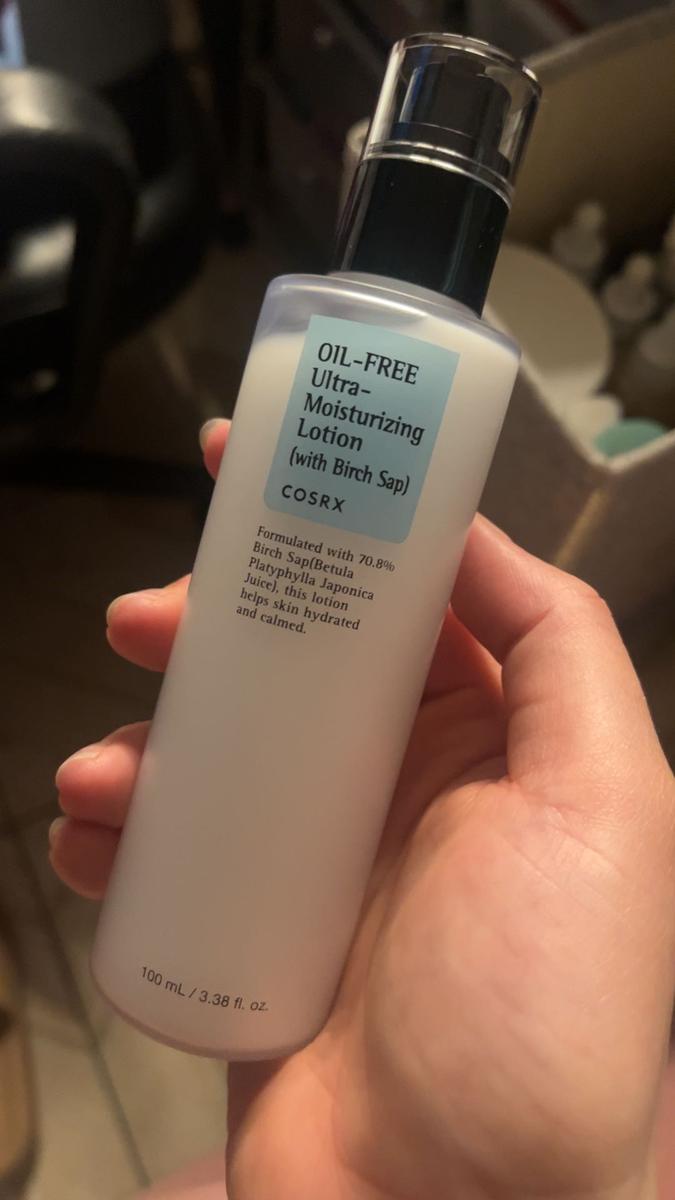 OIL-FREE
Ultra-
Moisturizing
Lotion
(with Birch Sap)
COSRX
Formulated with 70.8%
Birch Sap(Betula
Platyphylla Japonica
Juice), this lotion
helps skin hydrated
and calmed.
100 mL / 3.38 fl. oz.